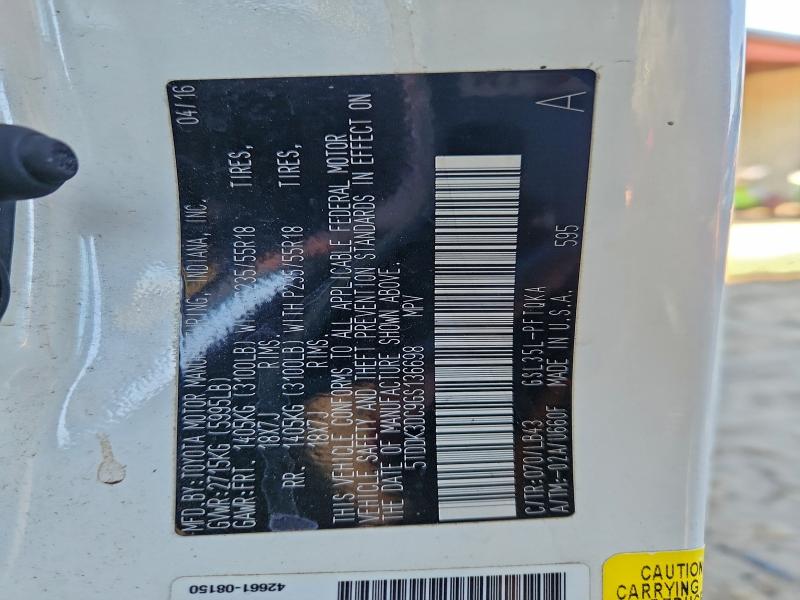 MFD.BY:TOYOTA MOTOR MANUFACTURING, INDIANA, INC. 04/16
GVWR:2715KG (5995LB)
GAWR:FRT. 1405KG (3100LB) WITH P235/55R18 TIRES,
18X7J RIMS.
RR. 1405KG (3100LB) WITH P235/55R18 TIRES,
18X7J RIMS.
THIS VEHICLE CONFORMS TO ALL APPLICABLE FEDERAL MOTOR
VEHICLE SAFETY AND THEFT PREVENTION STANDARDS IN EFFECT ON
THE DATE OF MANUFACTURE SHOWN ABOVE.
5TDDK3DC9GS136698 MPV
C/TR:070/LB43 GSL35L-PFTQKA A
A/TM:-02A/U660F MADE IN U.S.A. 595
42661-08150
CAUTION
CARRYING